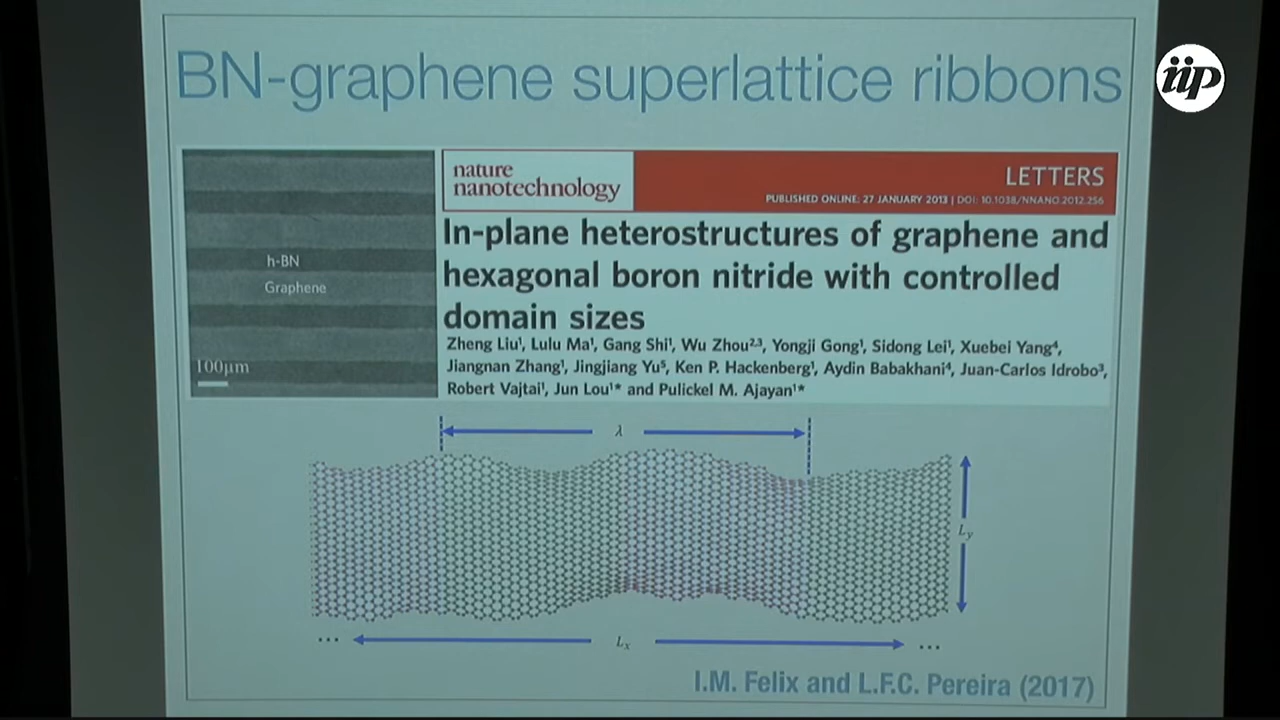 BN-graphene superlattice ribbons
iip
nature
nanotechnology
LETTERS
PUBLISHED ONLINE: 27 JANUARY 2013 | DOI: 10.1038/NNANO.2012.256
In-plane heterostructures of graphene and
hexagonal boron nitride with controlled
domain sizes
Zheng Liu¹, Lulu Ma¹, Gang Shi¹, Wu Zhou²,³, Yongji Gong¹, Sidong Lei¹, Xuebei Yang⁴,
Jiangnan Zhang¹, Jingjiang Yu⁵, Ken P. Hackenberg¹, Aydin Babakhani⁴, Juan-Carlos Idrobo³,
Robert Vajtai¹, Jun Lou¹* and Pulickel M. Ajayan¹*
h-BN
Graphene
100μm
λ
Ly
... Lx ...
I.M. Felix and L.F.C. Pereira (2017)